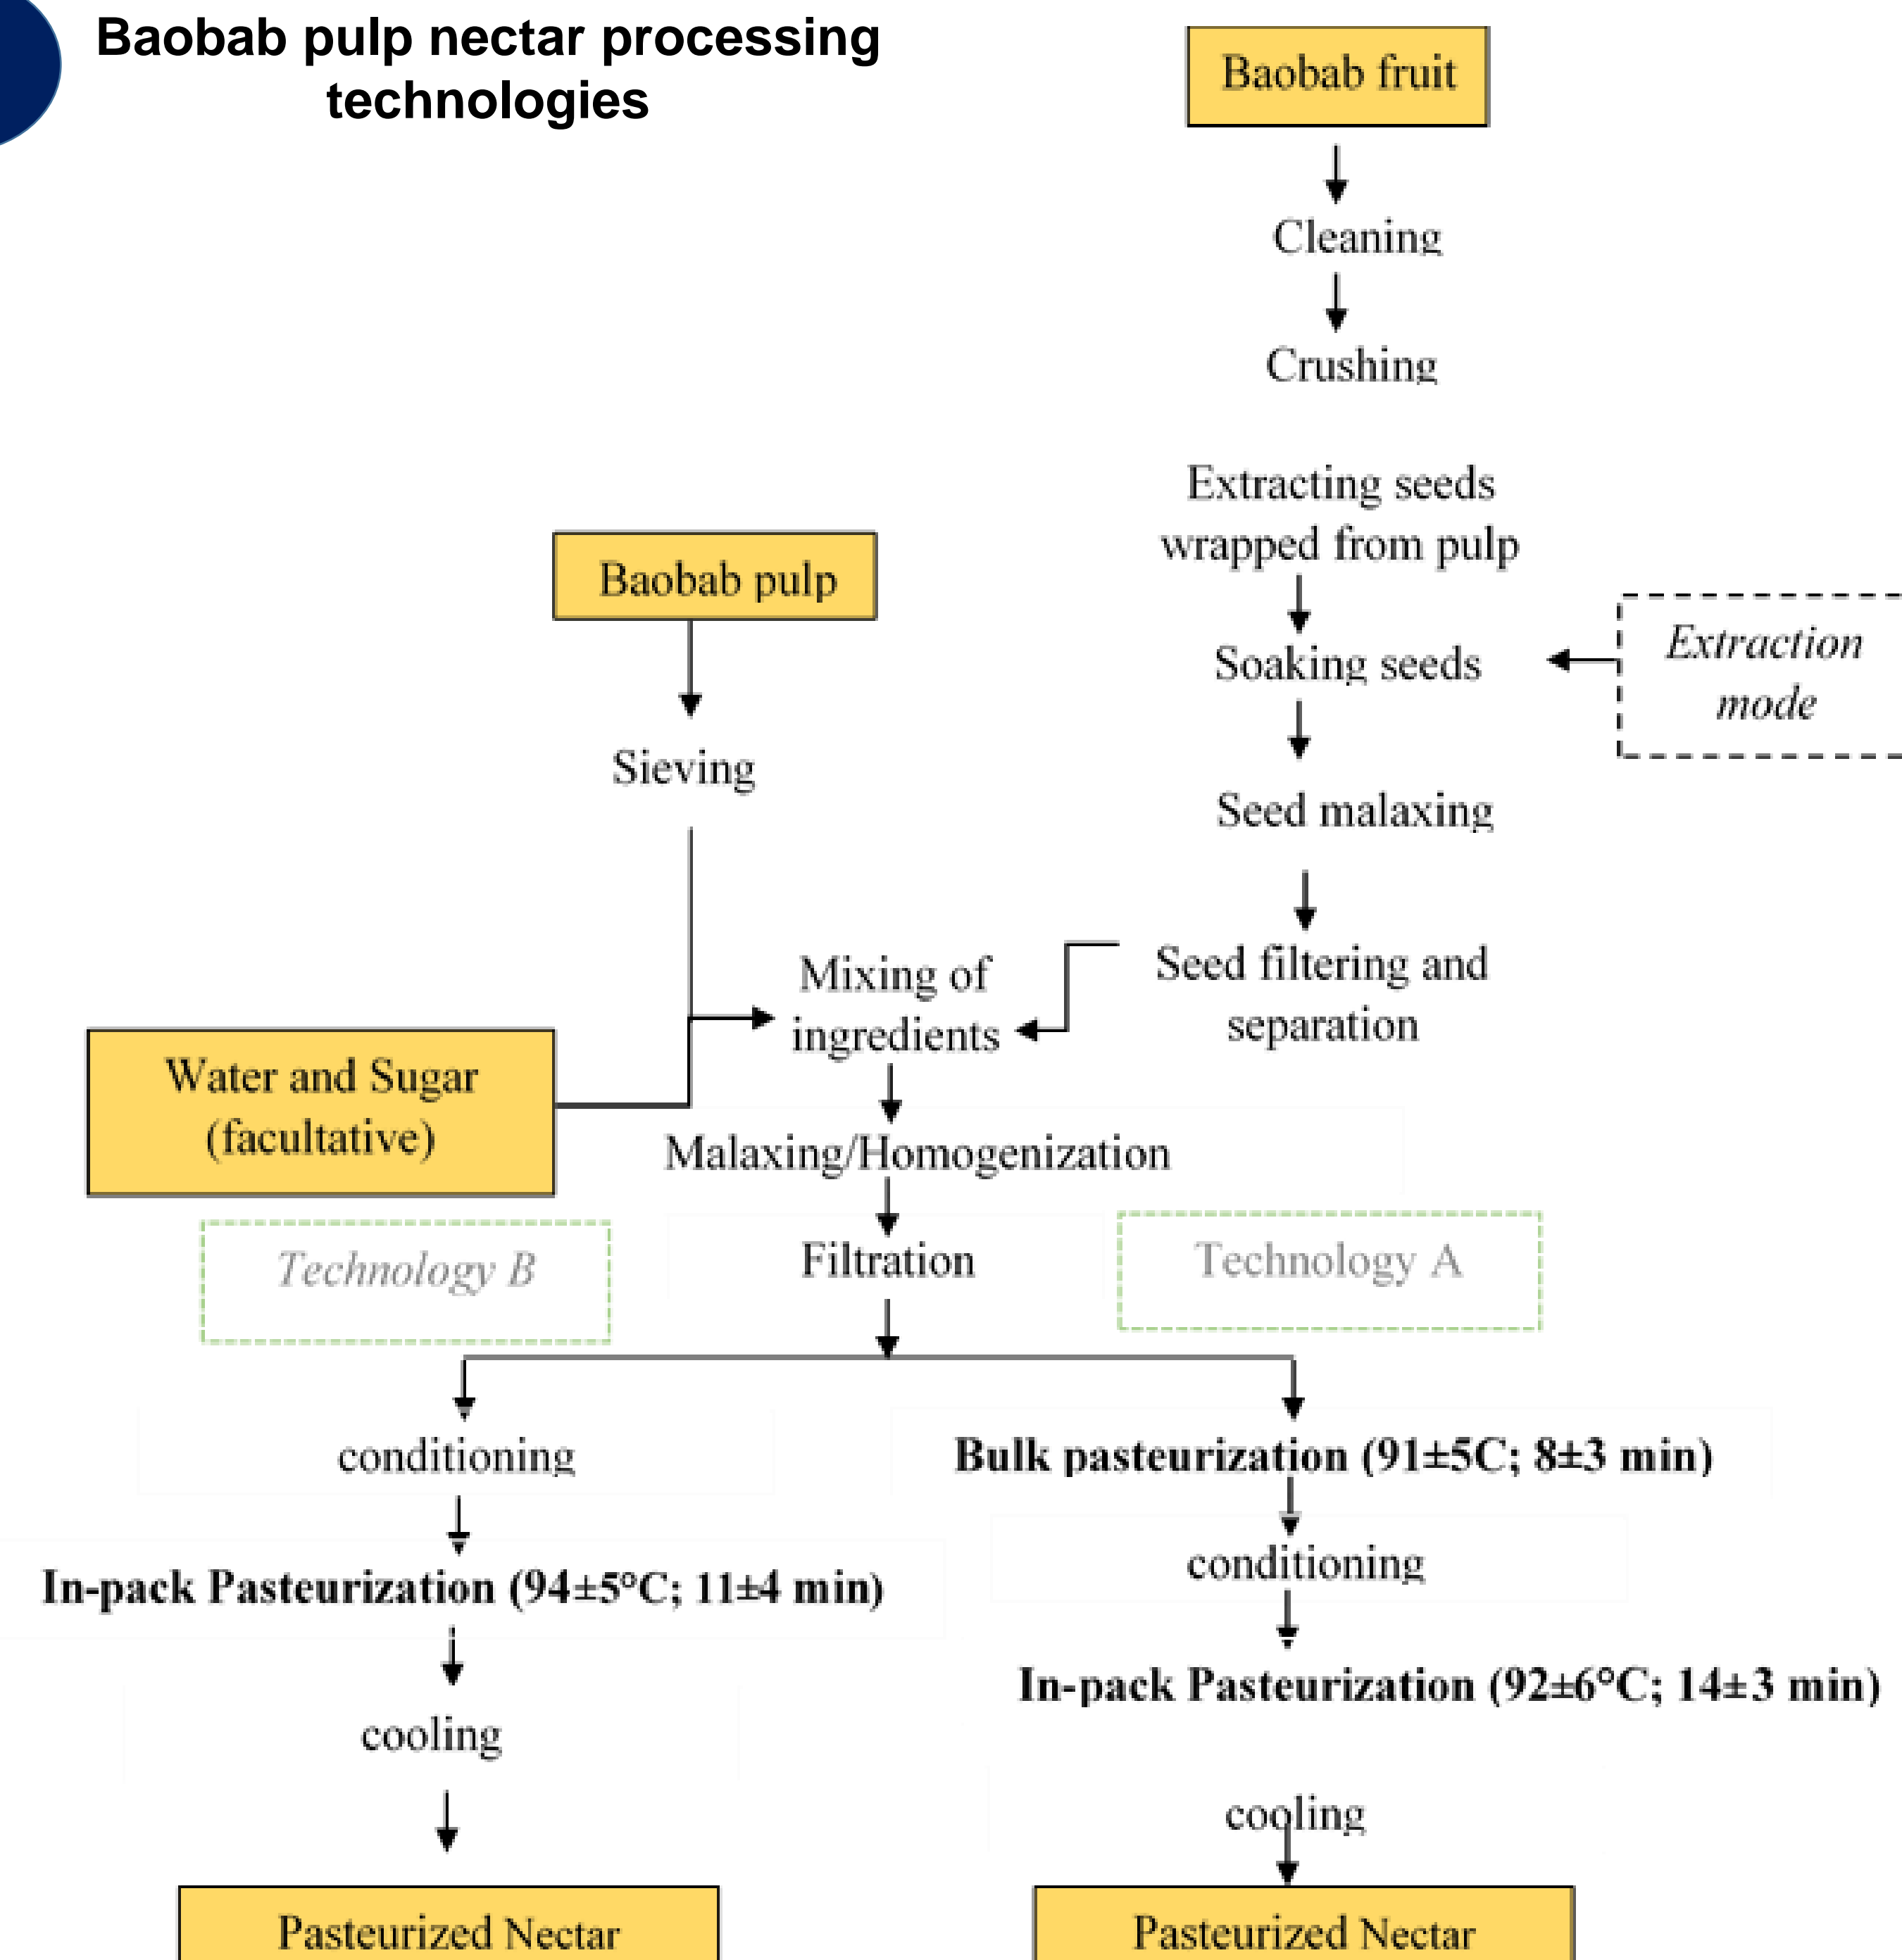 Baobab pulp nectar processing
technologies
Baobab fruit
Cleaning
Crushing
Extracting seeds
wrapped from pulp
Baobab pulp
Soaking seeds
Extraction
mode
Sieving
Seed malaxing
Mixing of
ingredients
Seed filtering and
separation
Water and Sugar
(facultative)
Malaxing/Homogenization
Technology B
Filtration
Technology A
conditioning
Bulk pasteurization (91±5C; 8±3 min)
conditioning
In-pack Pasteurization (94±5°C; 11±4 min)
In-pack Pasteurization (92±6°C; 14±3 min)
cooling
cooling
Pasteurized Nectar
Pasteurized Nectar